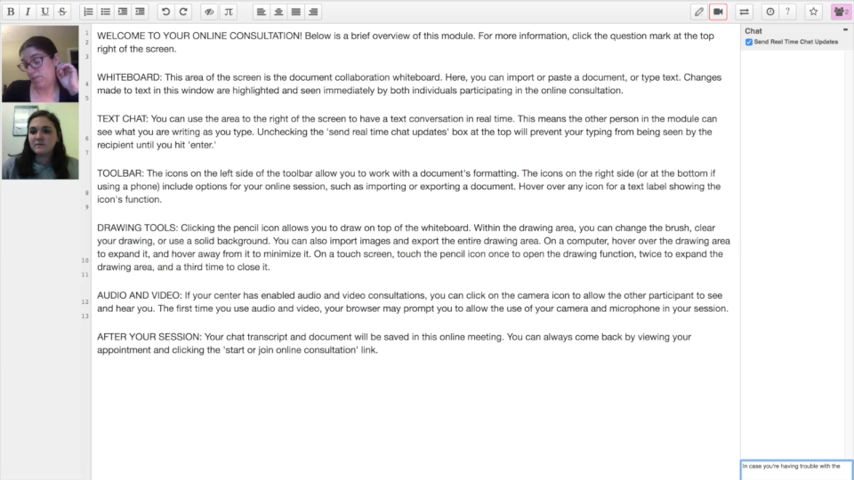 B I U S π ?
2
Chat
Send Real Time Chat Updates
1
2
3
4
5
6
7
8
9
10
11
12
13
WELCOME TO YOUR ONLINE CONSULTATION! Below is a brief overview of this module. For more information, click the question mark at the top
right of the screen.
WHITEBOARD: This area of the screen is the document collaboration whiteboard. Here, you can import or paste a document, or type text. Changes
made to text in this window are highlighted and seen immediately by both individuals participating in the online consultation.
TEXT CHAT: You can use the area to the right of the screen to have a text conversation in real time. This means the other person in the module can
see what you are writing as you type. Unchecking the 'send real time chat updates' box at the top will prevent your typing from being seen by the
recipient until you hit 'enter.'
TOOLBAR: The icons on the left side of the toolbar allow you to work with a document's formatting. The icons on the right side (or at the bottom if
using a phone) include options for your online session, such as importing or exporting a document. Hover over any icon for a text label showing the
icon's function.
DRAWING TOOLS: Clicking the pencil icon allows you to draw on top of the whiteboard. Within the drawing area, you can change the brush, clear
your drawing, or use a solid background. You can also import images and export the entire drawing area. On a computer, hover over the drawing area
to expand it, and hover away from it to minimize it. On a touch screen, touch the pencil icon once to open the drawing function, twice to expand the
drawing area, and a third time to close it.
AUDIO AND VIDEO: If your center has enabled audio and video consultations, you can click on the camera icon to allow the other participant to see
and hear you. The first time you use audio and video, your browser may prompt you to allow the use of your camera and microphone in your session.
AFTER YOUR SESSION: Your chat transcript and document will be saved in this online meeting. You can always come back by viewing your
appointment and clicking the 'start or join online consultation' link.
In case you're having trouble with the